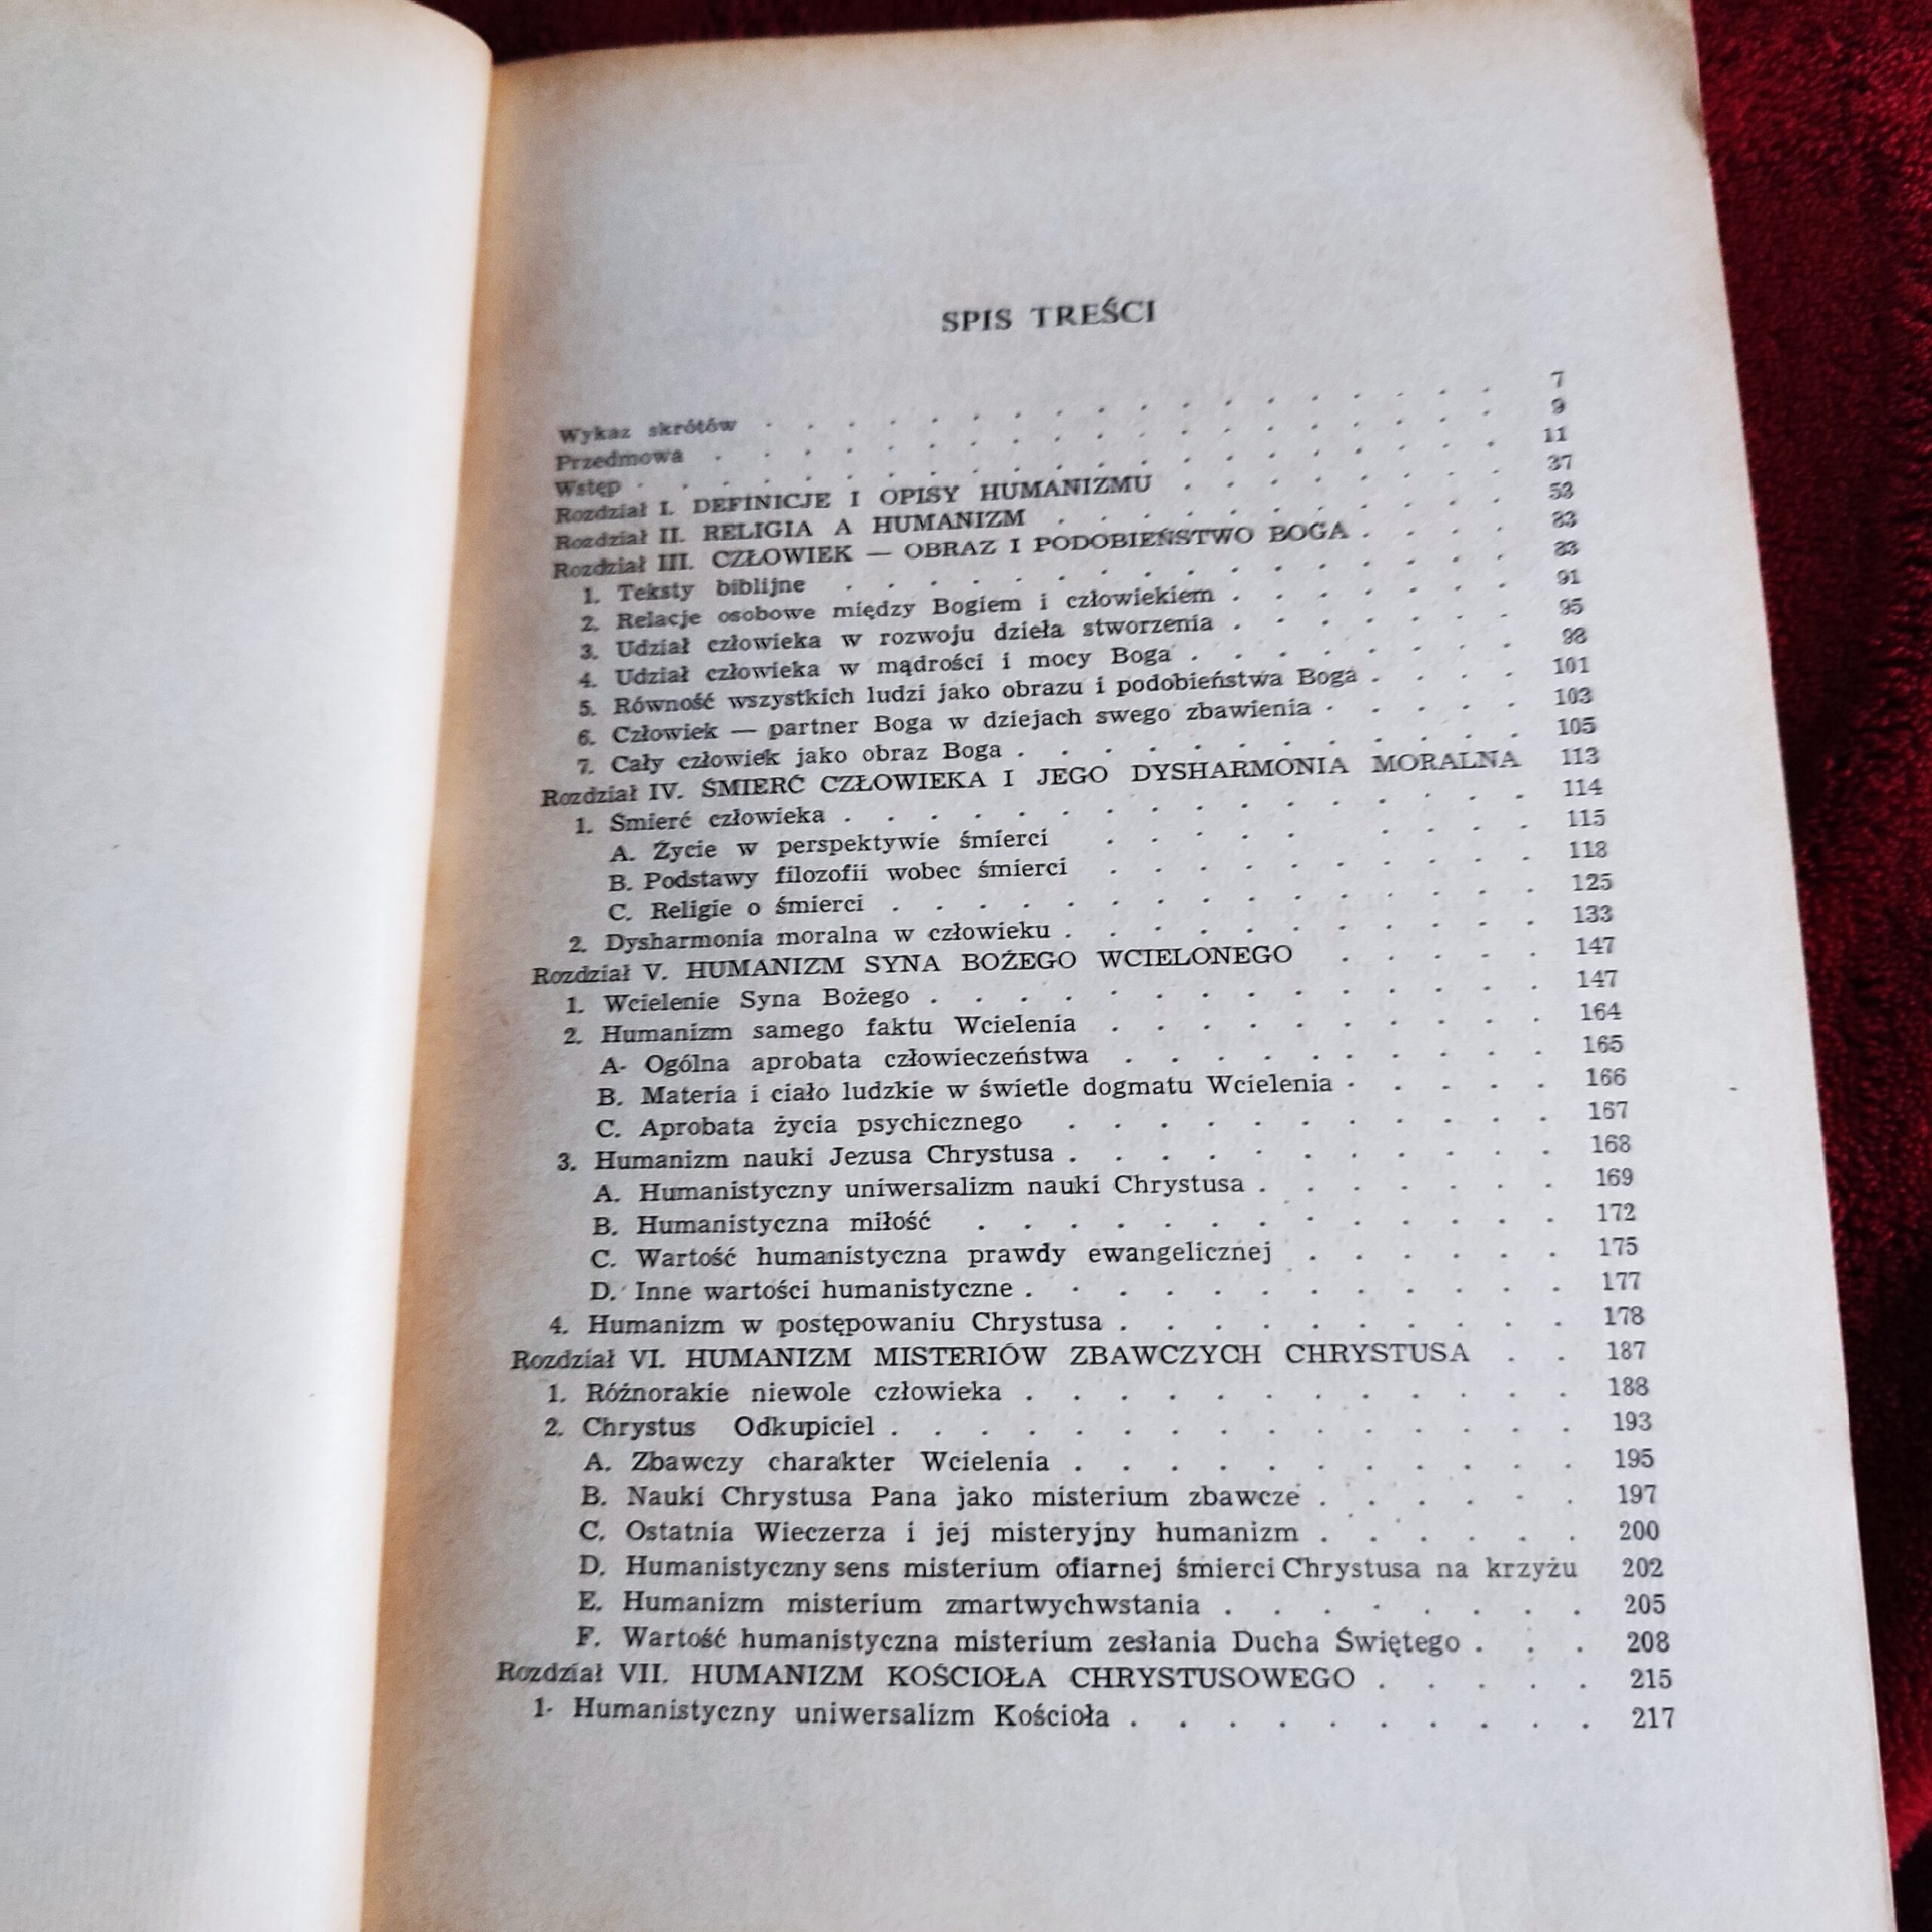 SPIS TREŚCI
Wykaz skrótów 7
Przedmowa 9
Wstęp 11
Rozdział I. DEFINICJE I OPISY HUMANIZMU 37
Rozdział II. RELIGIA A HUMANIZM 53
Rozdział III. CZŁOWIEK — OBRAZ I PODOBIEŃSTWO BOGA 83
1. Teksty biblijne 83
2. Relacje osobowe między Bogiem i człowiekiem 91
3. Udział człowieka w rozwoju dzieła stworzenia 95
4. Udział człowieka w mądrości i mocy Boga 98
5. Równość wszystkich ludzi jako obrazu i podobieństwa Boga 101
6. Człowiek — partner Boga w dziejach swego zbawienia 103
7. Cały człowiek jako obraz Boga 105
Rozdział IV. ŚMIERĆ CZŁOWIEKA I JEGO DYSHARMONIA MORALNA 113
1. Śmierć człowieka 114
A. Życie w perspektywie śmierci 115
B. Podstawy filozofii wobec śmierci 118
C. Religie o śmierci 125
2. Dysharmonia moralna w człowieku 133
Rozdział V. HUMANIZM SYNA BOŻEGO WCIELONEGO 147
1. Wcielenie Syna Bożego 147
2. Humanizm samego faktu Wcielenia 164
A- Ogólna aprobata człowieczeństwa 165
B. Materia i ciało ludzkie w świetle dogmatu Wcielenia 166
C. Aprobata życia psychicznego 167
3. Humanizm nauki Jezusa Chrystusa 168
A. Humanistyczny uniwersalizm nauki Chrystusa 169
B. Humanistyczna miłość 172
C. Wartość humanistyczna prawdy ewangelicznej 175
D. Inne wartości humanistyczne 177
4. Humanizm w postępowaniu Chrystusa 178
Rozdział VI. HUMANIZM MISTERIÓW ZBAWCZYCH CHRYSTUSA 187
1. Różnorakie niewole człowieka 188
2. Chrystus Odkupiciel 193
A. Zbawczy charakter Wcielenia 195
B. Nauki Chrystusa Pana jako misterium zbawcze 197
C. Ostatnia Wieczerza i jej misteryjny humanizm 200
D. Humanistyczny sens misterium ofiarnej śmierci Chrystusa na krzyżu 202
E. Humanizm misterium zmartwychwstania 205
F. Wartość humanistyczna misterium zesłania Ducha Świętego 208
Rozdział VII. HUMANIZM KOŚCIOŁA CHRYSTUSOWEGO 215
1- Humanistyczny uniwersalizm Kościoła 217